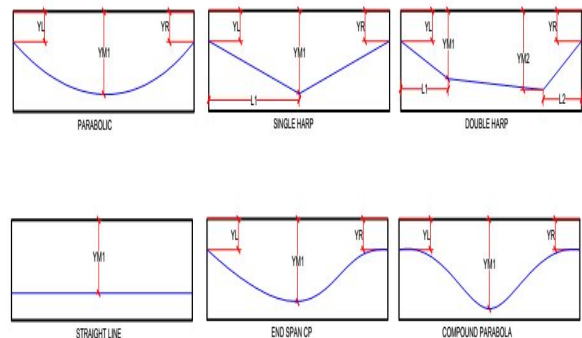 YL
YM1
YR
PARABOLIC
YL
YM1
YR
L1
SINGLE HARP
YL
YM1
YM2
YR
L1
L2
DOUBLE HARP
YM1
STRAIGHT LINE
YL
YM1
YR
END SPAN CP
YL
YM1
YR
COMPOUND PARABOLA